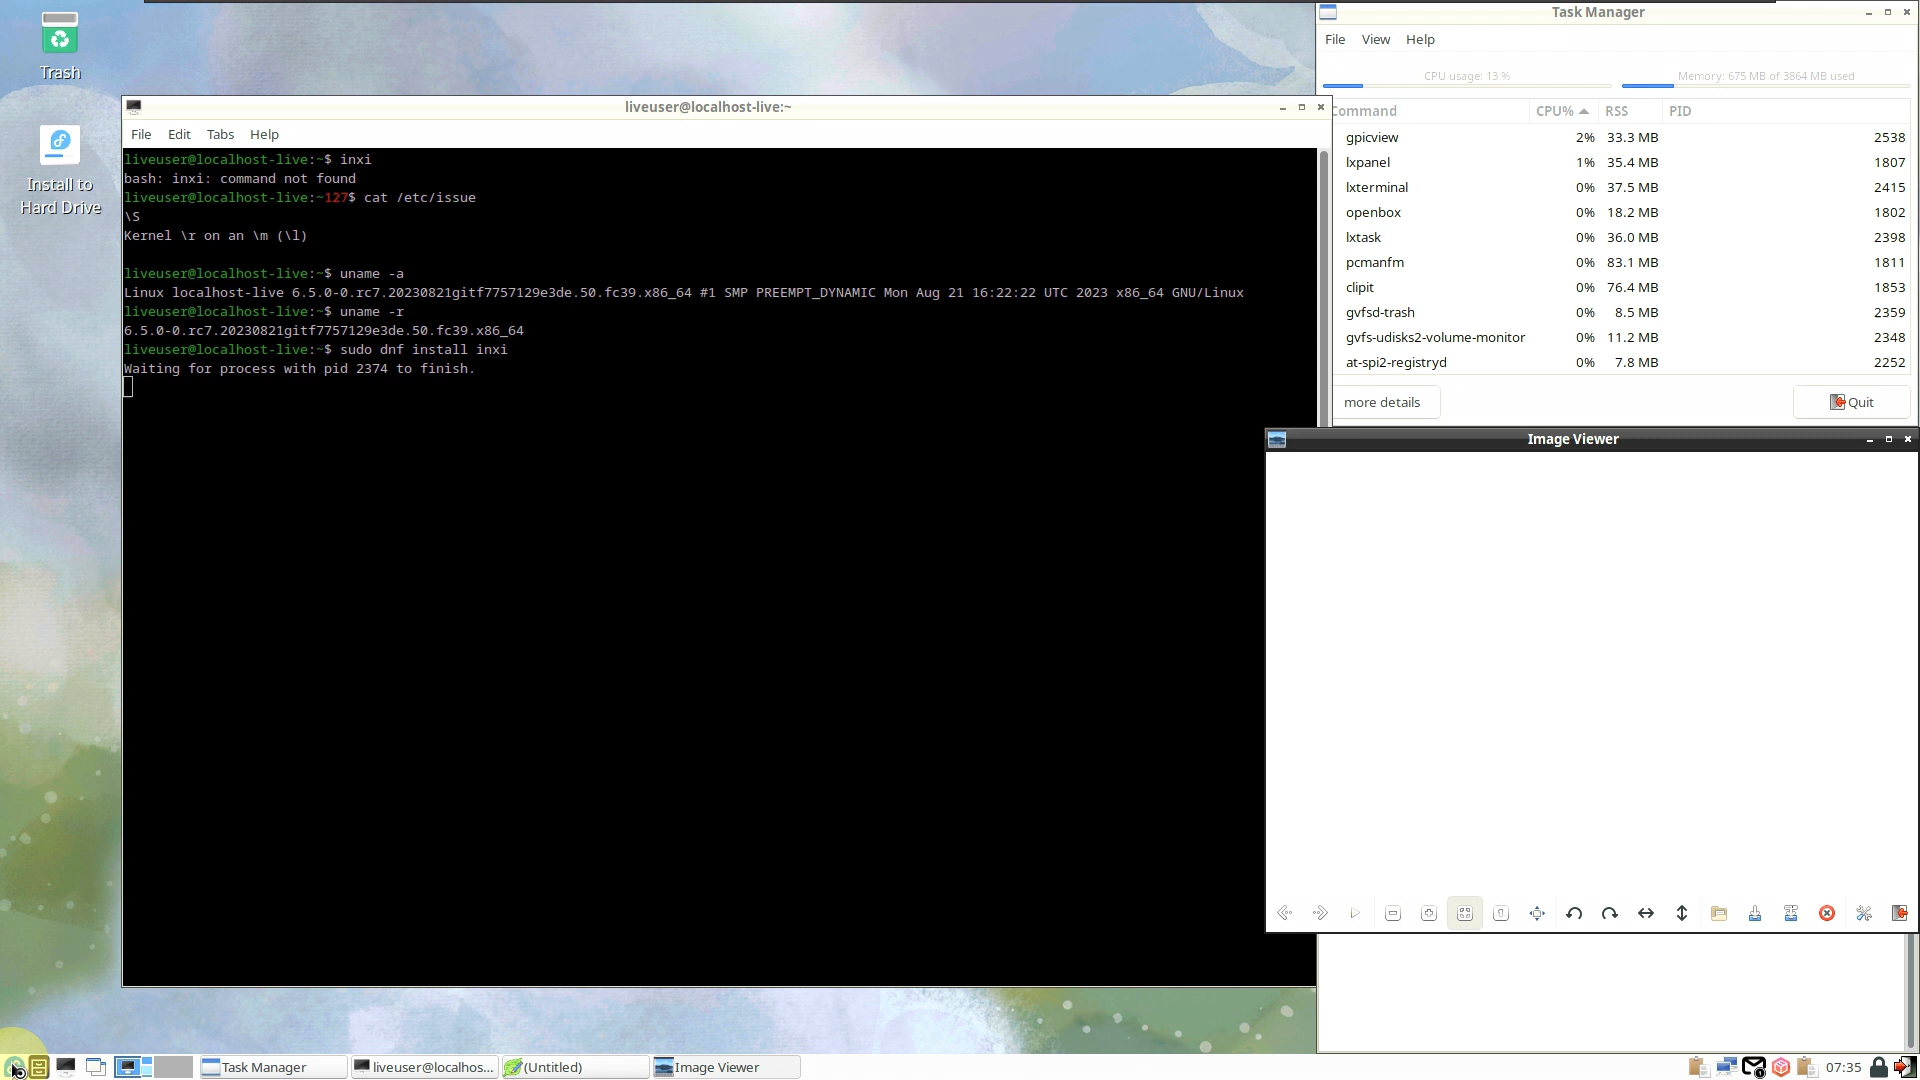 Trash
Install to
Hard Drive
liveuser@localhost-live:~
File Edit Tabs Help
liveuser@localhost-live:~$ inxi
bash: inxi: command not found
liveuser@localhost-live:~127$ cat /etc/issue
\S
Kernel \r on an \m (\l)
liveuser@localhost-live:~$ uname -a
Linux localhost-live 6.5.0-0.rc7.20230821gitf7757129e3de.50.fc39.x86_64 #1 SMP PREEMPT_DYNAMIC Mon Aug 21 16:22:22 UTC 2023 x86_64 GNU/Linux
liveuser@localhost-live:~$ uname -r
6.5.0-0.rc7.20230821gitf7757129e3de.50.fc39.x86_64
liveuser@localhost-live:~$ sudo dnf install inxi
Waiting for process with pid 2374 to finish.
Task Manager
File View Help
CPU usage: 13 % Memory: 675 MB of 3864 MB used
Command CPU% RSS PID
gpicview 2% 33.3 MB 2538
lxpanel 1% 35.4 MB 1807
lxterminal 0% 37.5 MB 2415
openbox 0% 18.2 MB 1802
lxtask 0% 36.0 MB 2398
pcmanfm 0% 83.1 MB 1811
clipit 0% 76.4 MB 1853
gvfsd-trash 0% 8.5 MB 2359
gvfs-udisks2-volume-monitor 0% 11.2 MB 2348
at-spi2-registryd 0% 7.8 MB 2252
more details Quit
Image Viewer
Task Manager liveuser@localhos... (Untitled) Image Viewer 07:35